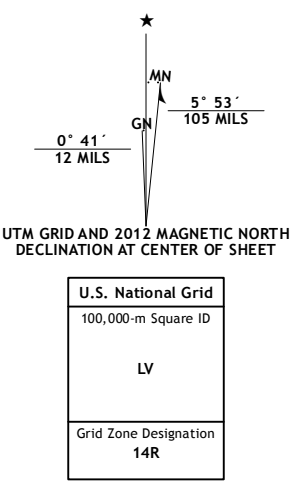 ★
MN
5° 53´
105 MILS
GN
0° 41´
12 MILS
UTM GRID AND 2012 MAGNETIC NORTH
DECLINATION AT CENTER OF SHEET
U.S. National Grid
100,000-m Square ID
LV
Grid Zone Designation
14R